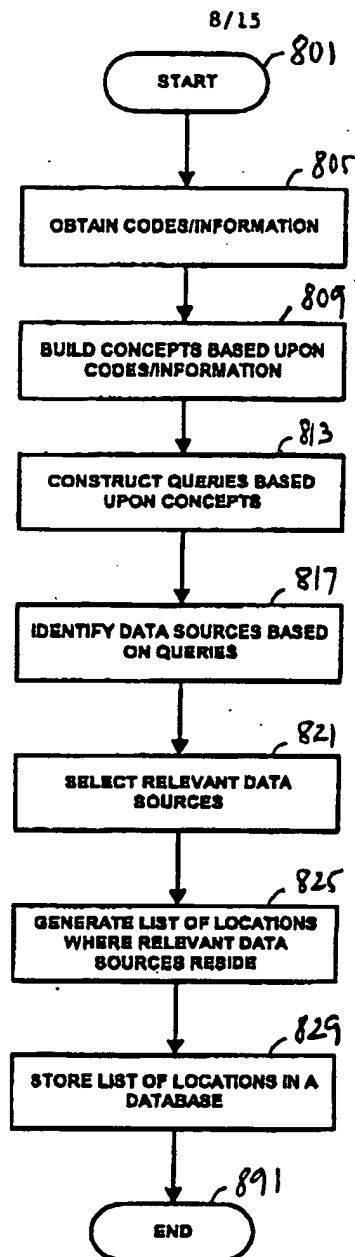 8/15
801
START
805
OBTAIN CODES/INFORMATION
809
BUILD CONCEPTS BASED UPON
CODES/INFORMATION
813
CONSTRUCT QUERIES BASED
UPON CONCEPTS
817
IDENTIFY DATA SOURCES BASED
ON QUERIES
821
SELECT RELEVANT DATA
SOURCES
825
GENERATE LIST OF LOCATIONS
WHERE RELEVANT DATA
SOURCES RESIDE
829
STORE LIST OF LOCATIONS IN A
DATABASE
891
END